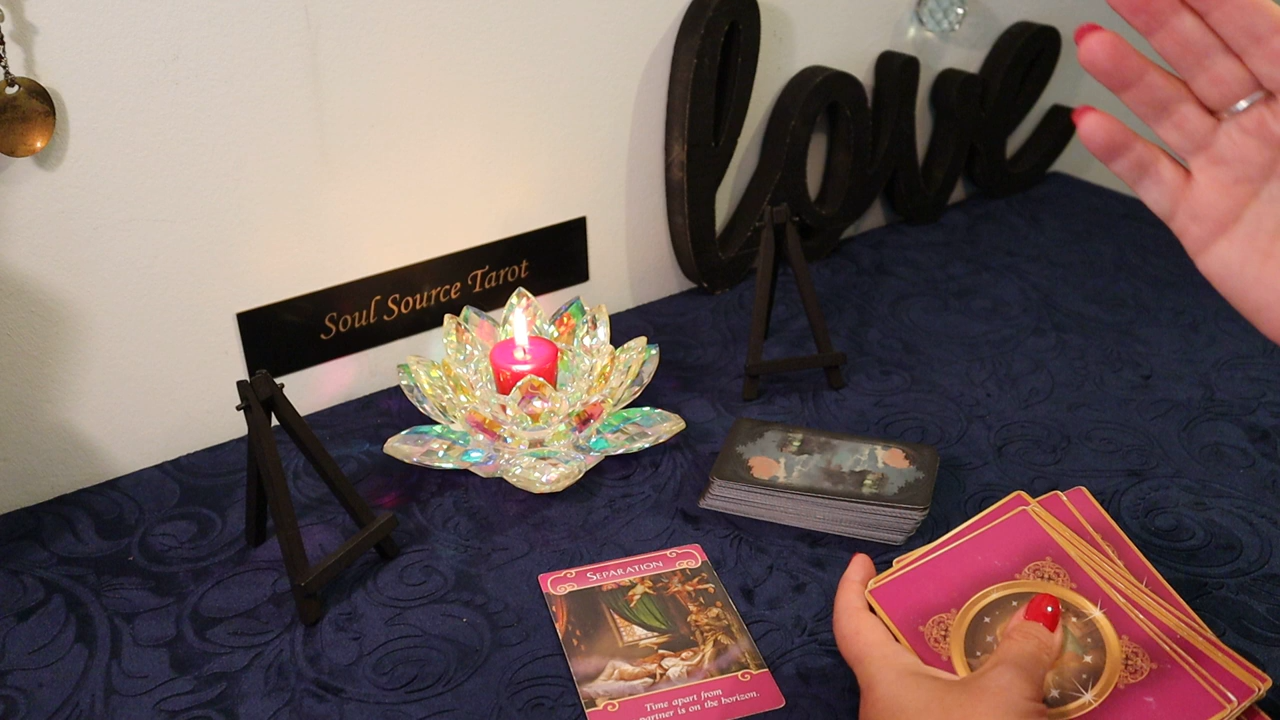 love
Soul Source Tarot
SEPARATION
Time apart from
partner is on the horizon.